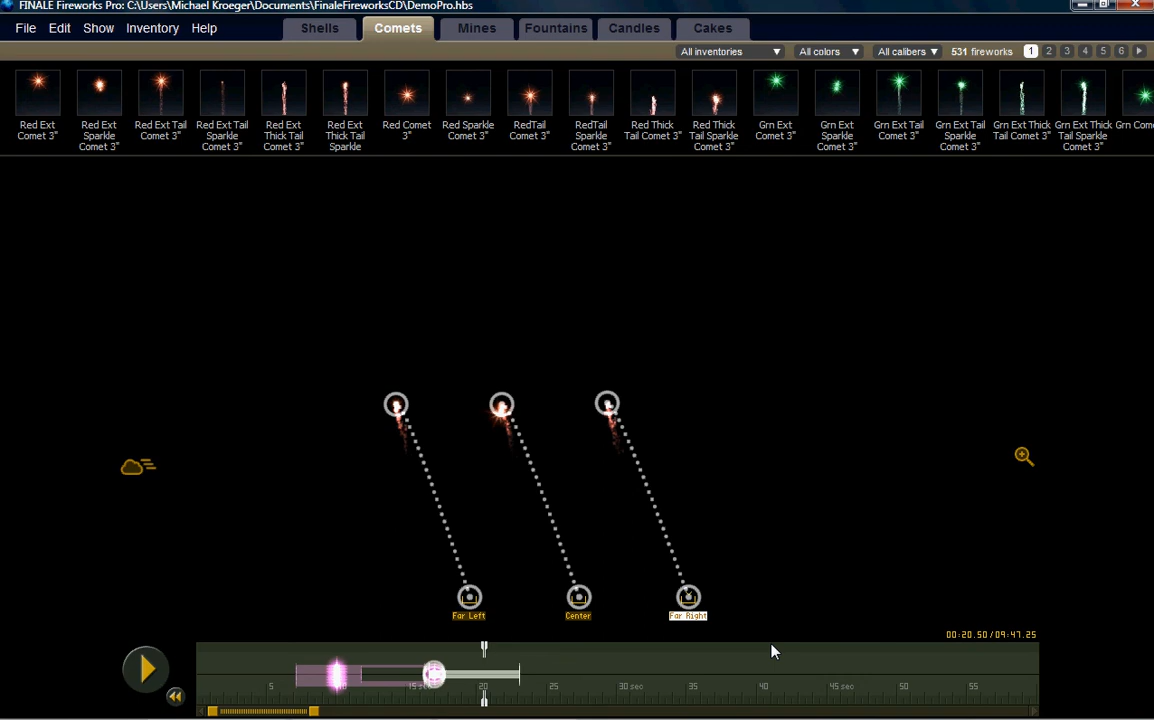 FINALE Fireworks Pro: C:\Users\Michael Kroeger\Documents\FinaleFireworksCD\DemoPro.hbs
File Edit Show Inventory Help Shells Comets Mines Fountains Candles Cakes
All inventories All colors All calibers 531 fireworks 1 2 3 4 5 6
Red Ext Comet 3"
Red Ext Sparkle Comet 3"
Red Ext Tail Comet 3"
Red Ext Tail Sparkle Comet 3"
Red Ext Thick Tail Comet 3"
Red Ext Thick Tail Sparkle
Red Comet 3"
Red Sparkle Comet 3"
RedTail Comet 3"
RedTail Sparkle Comet 3"
Red Thick Tail Comet 3"
Red Thick Tail Sparkle Comet 3"
Grn Ext Comet 3"
Grn Ext Sparkle Comet 3"
Grn Ext Tail Comet 3"
Grn Ext Tail Sparkle Comet 3"
Grn Ext Thick Tail Comet 3"
Grn Ext Thick Tail Sparkle Comet 3"
Grn Come
Far Left Center Far Right
00:20.50/09:47.25
5 10 15 sec 20 25 30 sec 35 40 45 sec 50 55